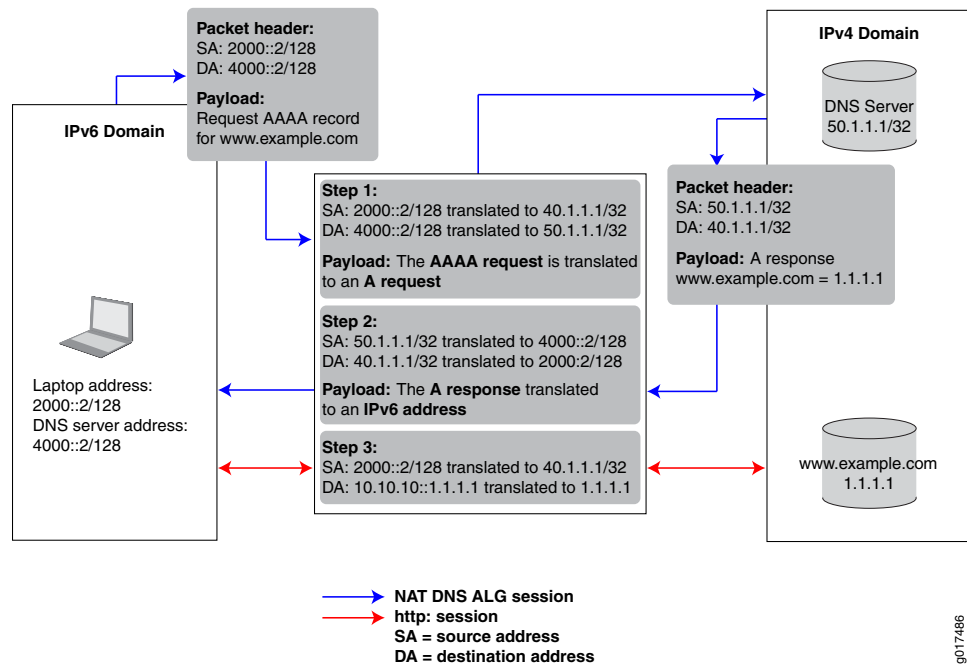 Packet header:
SA: 2000::2/128
DA: 4000::2/128
Payload:
Request AAAA record
for www.example.com
IPv6 Domain
Laptop address:
2000::2/128
DNS server address:
4000::2/128
Step 1:
SA: 2000::2/128 translated to 40.1.1.1/32
DA: 4000::2/128 translated to 50.1.1.1/32
Payload: The AAAA request is translated
to an A request
Step 2:
SA: 50.1.1.1/32 translated to 4000::2/128
DA: 40.1.1.1/32 translated to 2000:2/128
Payload: The A response translated
to an IPv6 address
Step 3:
SA: 2000::2/128 translated to 40.1.1.1/32
DA: 10.10.10::1.1.1.1 translated to 1.1.1.1
IPv4 Domain
DNS Server
50.1.1.1/32
Packet header:
SA: 50.1.1.1/32
DA: 40.1.1.1/32
Payload: A response
www.example.com = 1.1.1.1
www.example.com
1.1.1.1
NAT DNS ALG session
http: session
SA = source address
DA = destination address
g017486